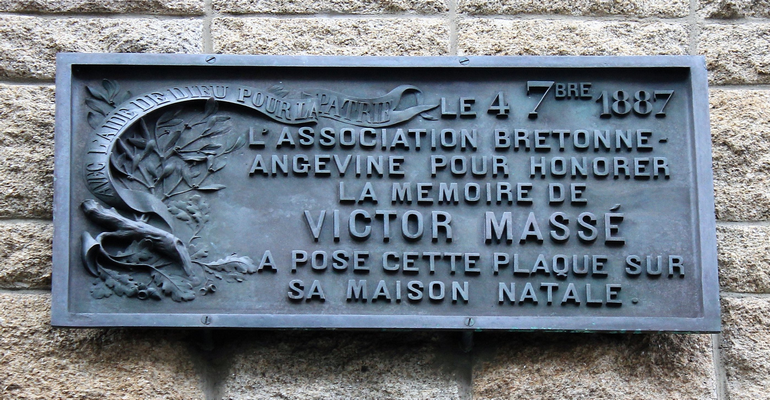 AVEC L'AIDE DE DIEU POUR LA PATRIE
LE 4 7BRE 1887
L'ASSOCIATION BRETONNE-
ANGEVINE POUR HONORER
LA MEMOIRE DE
VICTOR MASSÉ
A POSE CETTE PLAQUE SUR
SA MAISON NATALE.